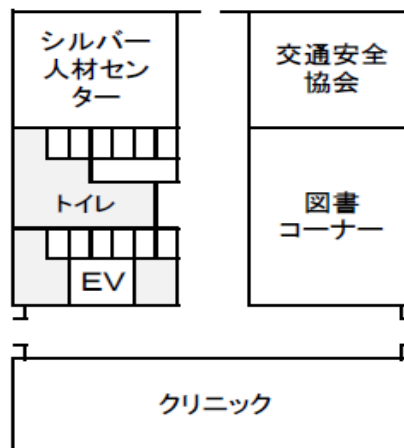 シルバー
人材セン
ター
交通安全
協会
トイレ
図書
コーナー
EV
クリニック